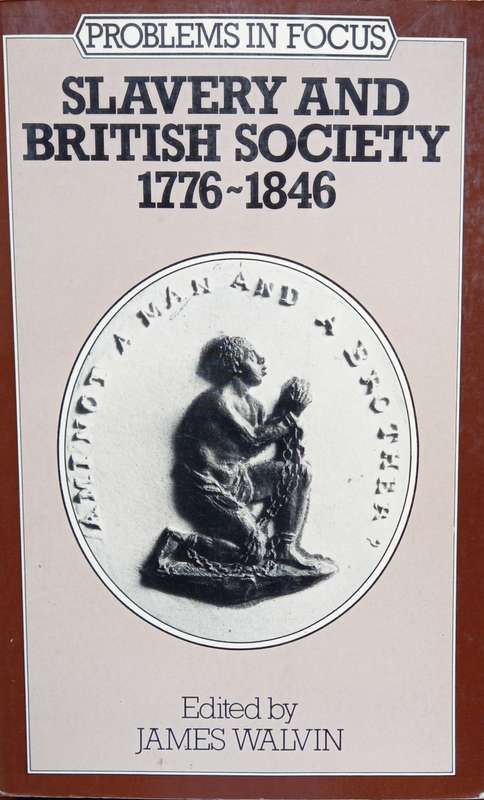 PROBLEMS IN FOCUS
SLAVERY AND
BRITISH SOCIETY
1776~1846
AM I NOT A MAN AND A BROTHER?
Edited by
JAMES WALVIN